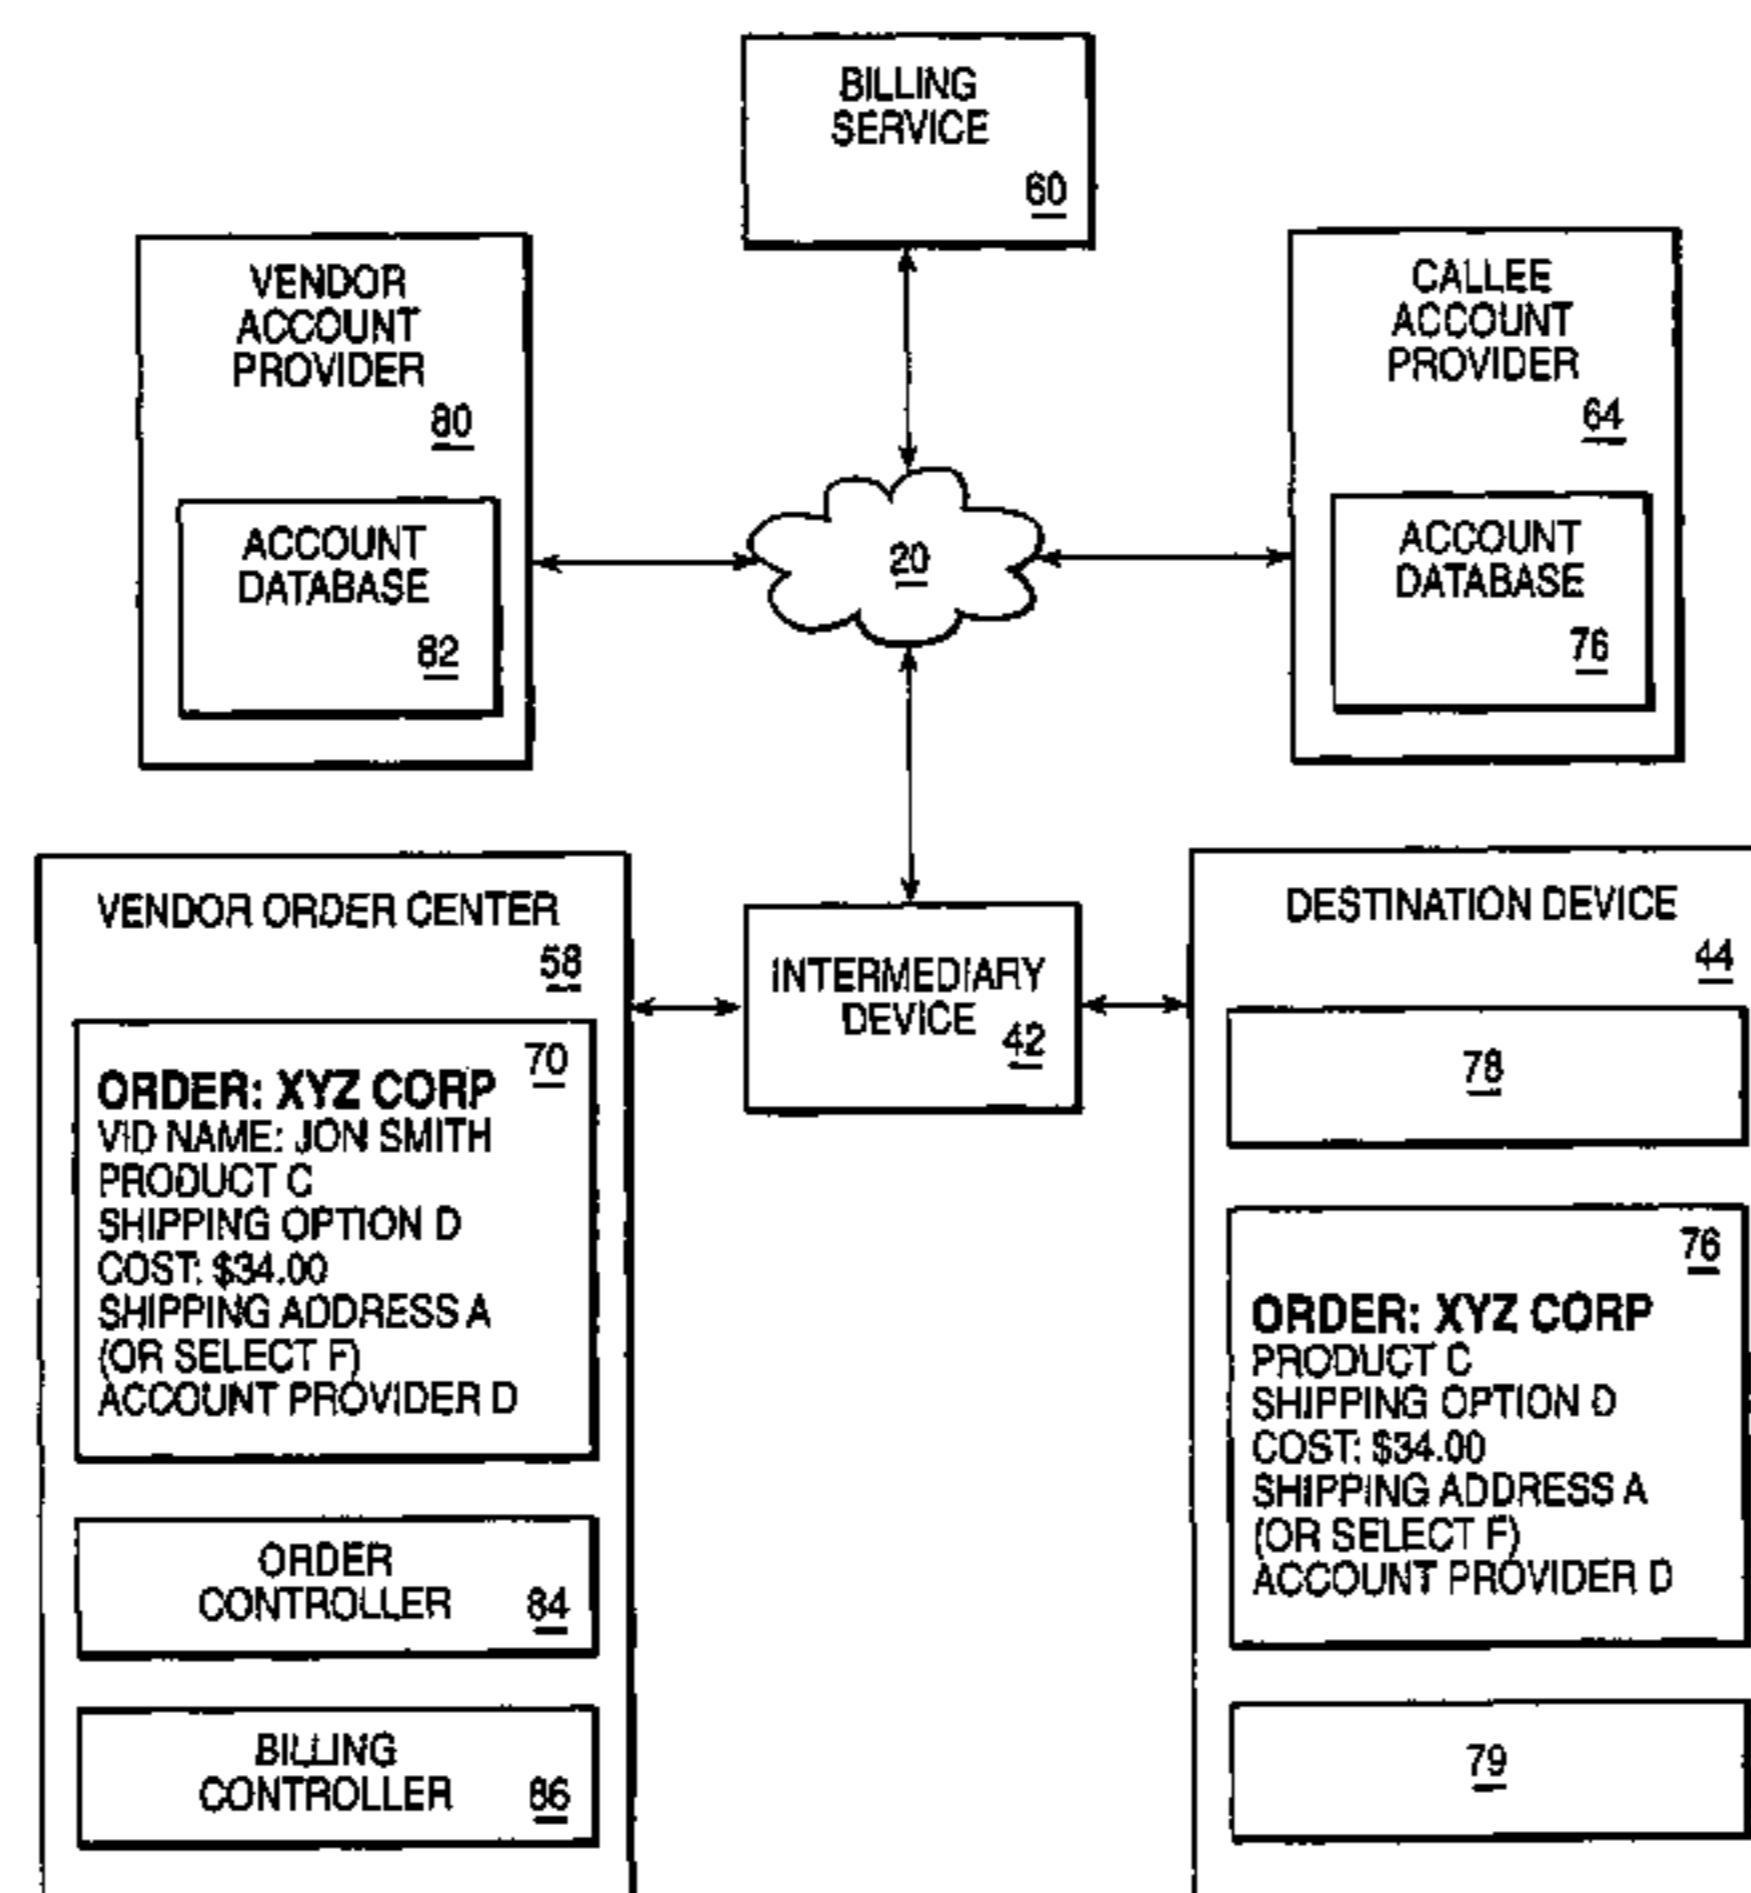 BILLING
SERVICE
60
VENDOR
ACCOUNT
PROVIDER
80
ACCOUNT
DATABASE
82
CALLEE
ACCOUNT
PROVIDER
64
ACCOUNT
DATABASE
76
20
VENDOR ORDER CENTER
58
70
ORDER: XYZ CORP
VID NAME: JON SMITH
PRODUCT C
SHIPPING OPTION D
COST: $34.00
SHIPPING ADDRESS A
(OR SELECT F)
ACCOUNT PROVIDER D
ORDER
CONTROLLER 84
BILLING
CONTROLLER 86
INTERMEDIARY
DEVICE
42
DESTINATION DEVICE
44
78
76
ORDER: XYZ CORP
PRODUCT C
SHIPPING OPTION D
COST: $34.00
SHIPPING ADDRESS A
(OR SELECT F)
ACCOUNT PROVIDER D
79